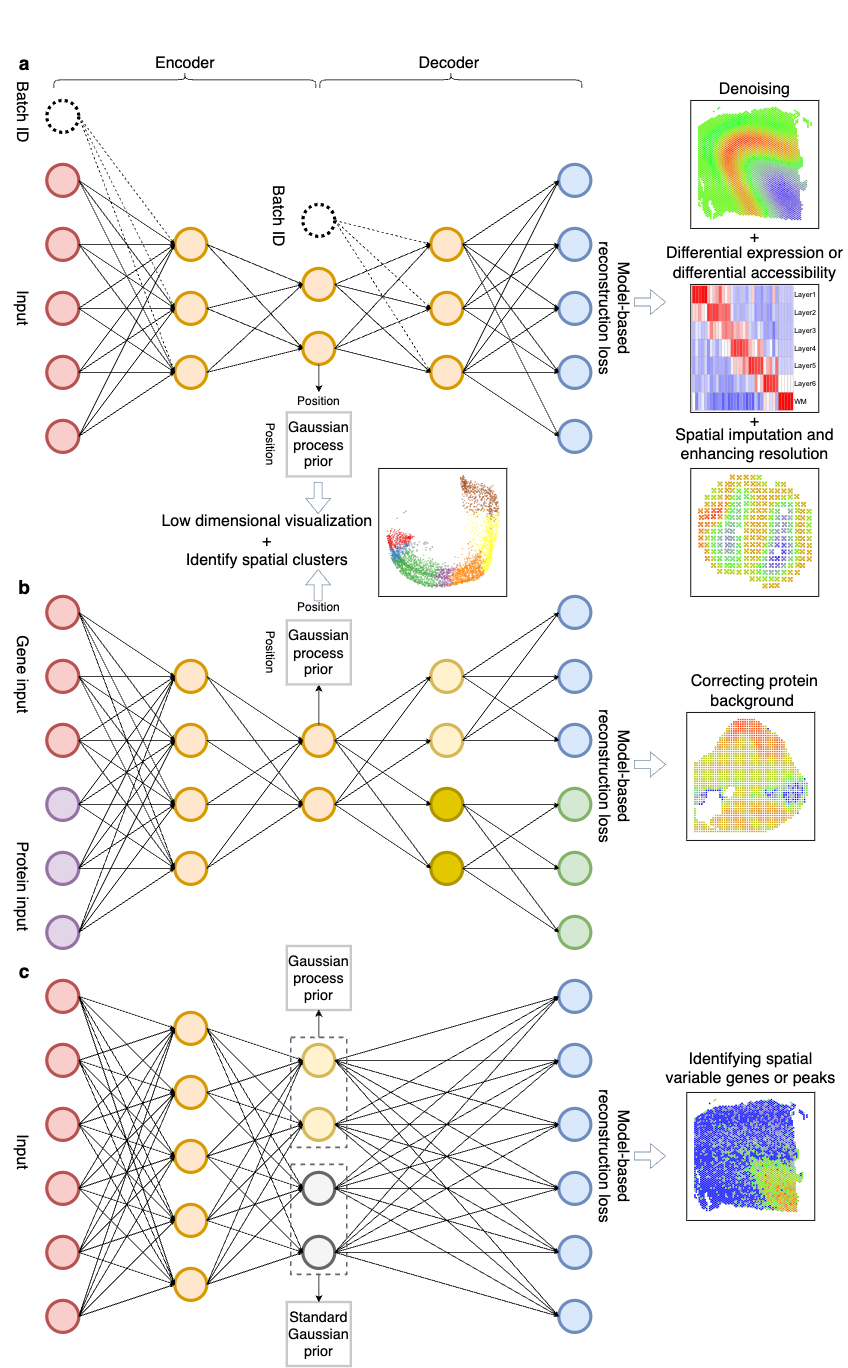 a
Encoder
Decoder
Batch ID
Input
Batch ID
Position
Position
Gaussian
process
prior
Model-based
reconstruction loss
Denoising
+
Differential expression or
differential accessibility
Layer1
Layer2
Layer3
Layer4
Layer5
Layer6
WM
+
Spatial imputation and
enhancing resolution
Low dimensional visualization
+
Identify spatial clusters
b
Gene input
Protein input
Position
Position
Gaussian
process
prior
Model-based
reconstruction loss
Correcting protein
background
c
Input
Gaussian
process
prior
Standard
Gaussian
prior
Model-based
reconstruction loss
Identifying spatial
variable genes or peaks